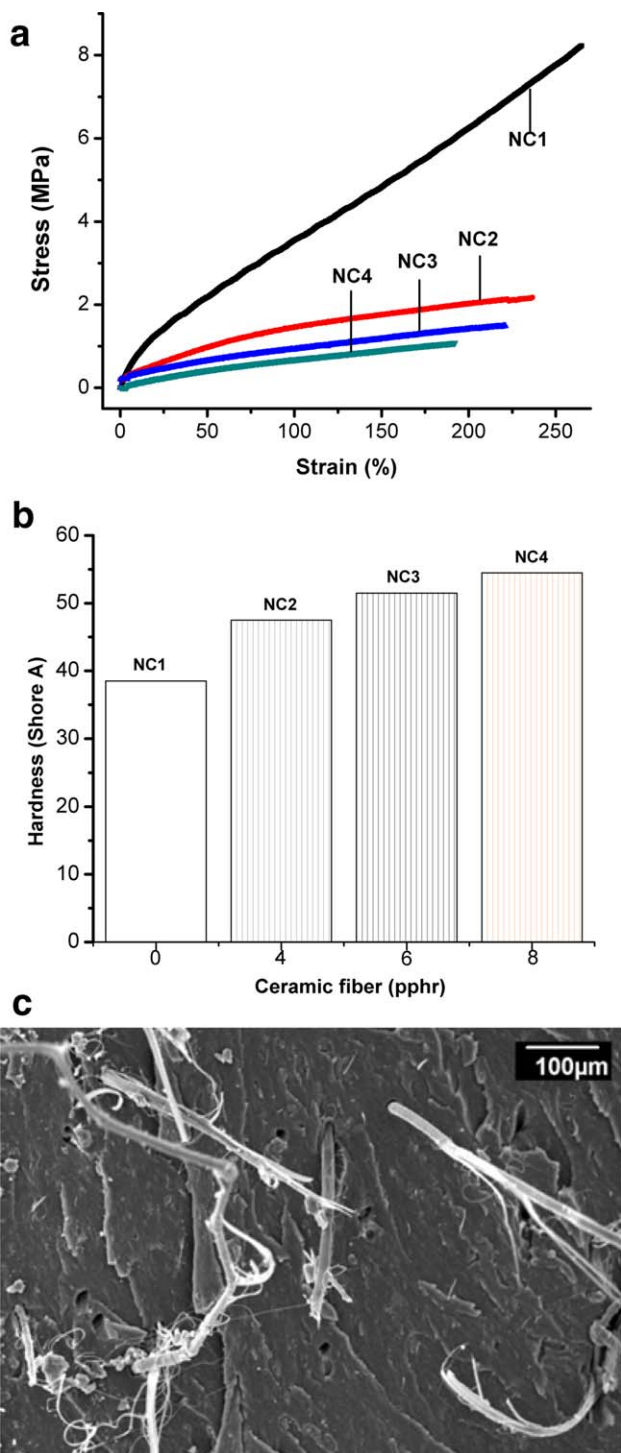 a
8
6
4
2
0
Stress (MPa)
NC1
NC2
NC3
NC4
0 50 100 150 200 250
Strain (%)
b
60
50
40
30
20
10
0
Hardness (Shore A)
NC1
NC2
NC3
NC4
0 4 6 8
Ceramic fiber (pphr)
c
100µm